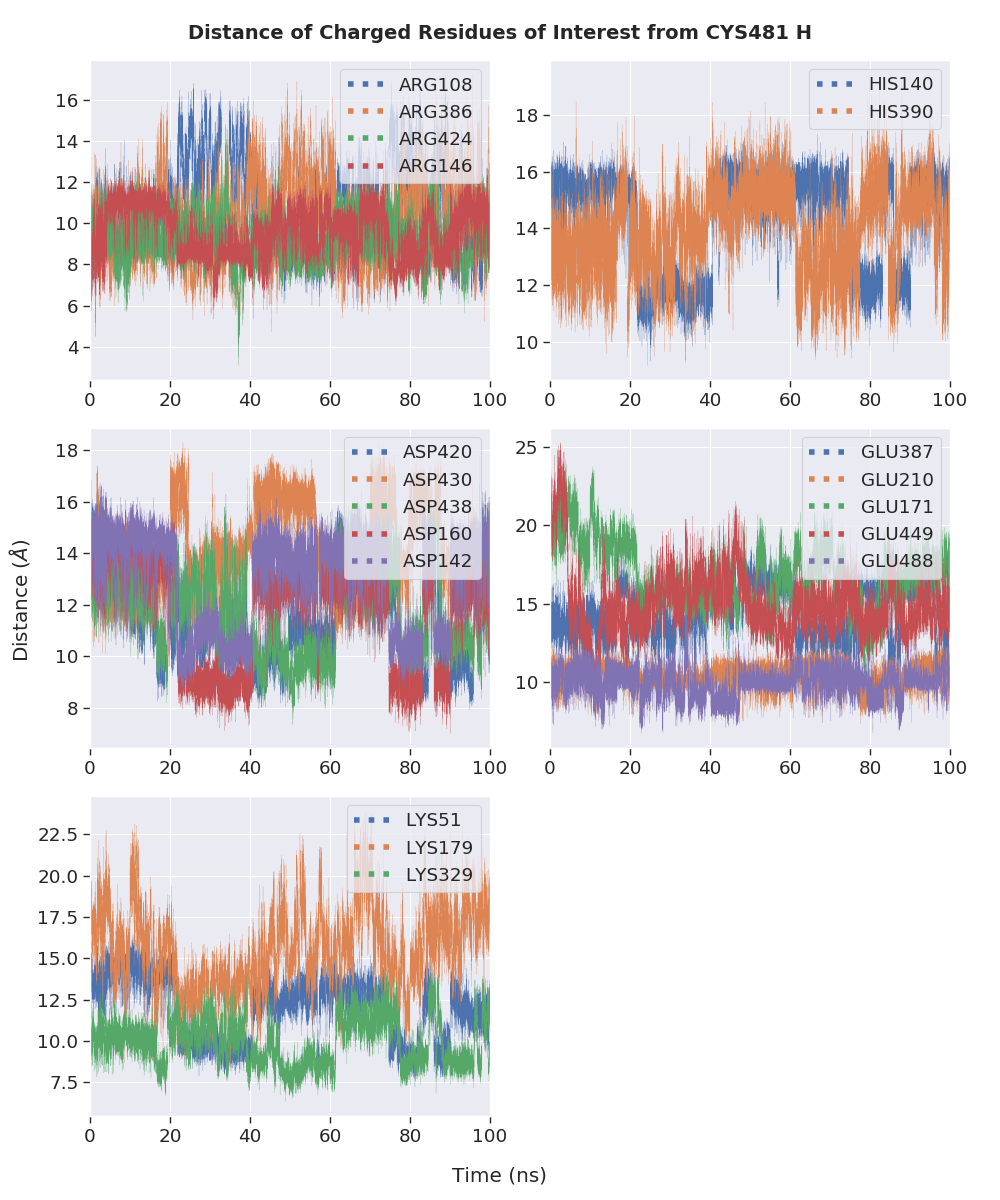 Distance of Charged Residues of Interest from CYS481 H
16
14
12
10
8
6
4
0
20
40
60
80
100
ARG108
ARG386
ARG424
ARG146
18
16
14
12
10
0
20
40
60
80
100
HIS140
HIS390
Distance (Å)
18
16
14
12
10
8
0
20
40
60
80
100
ASP420
ASP430
ASP438
ASP160
ASP142
25
20
15
10
0
20
40
60
80
100
GLU387
GLU210
GLU171
GLU449
GLU488
22.5
20.0
17.5
15.0
12.5
10.0
7.5
0
20
40
60
80
100
LYS51
LYS179
LYS329
Time (ns)